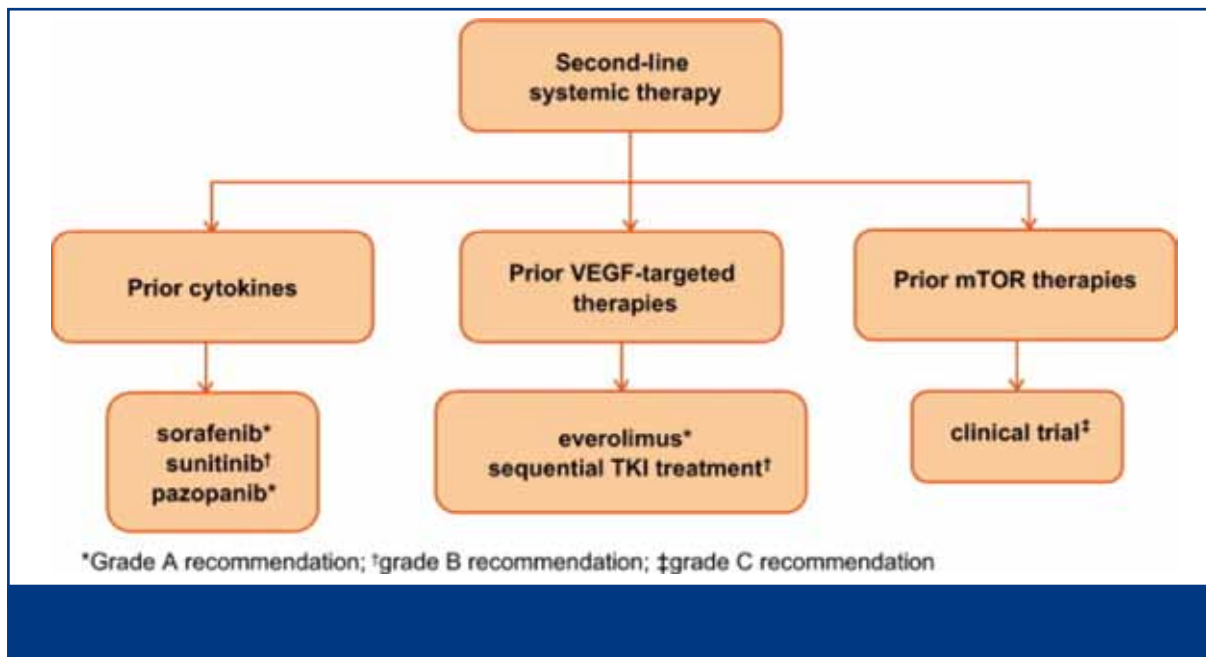 Second-line
systemic therapy
Prior cytokines
Prior VEGF-targeted
therapies
Prior mTOR therapies
sorafenib*
sunitinib†
pazopanib*
everolimus*
sequential TKI treatment†
clinical trial‡
*Grade A recommendation; †grade B recommendation; ‡grade C recommendation